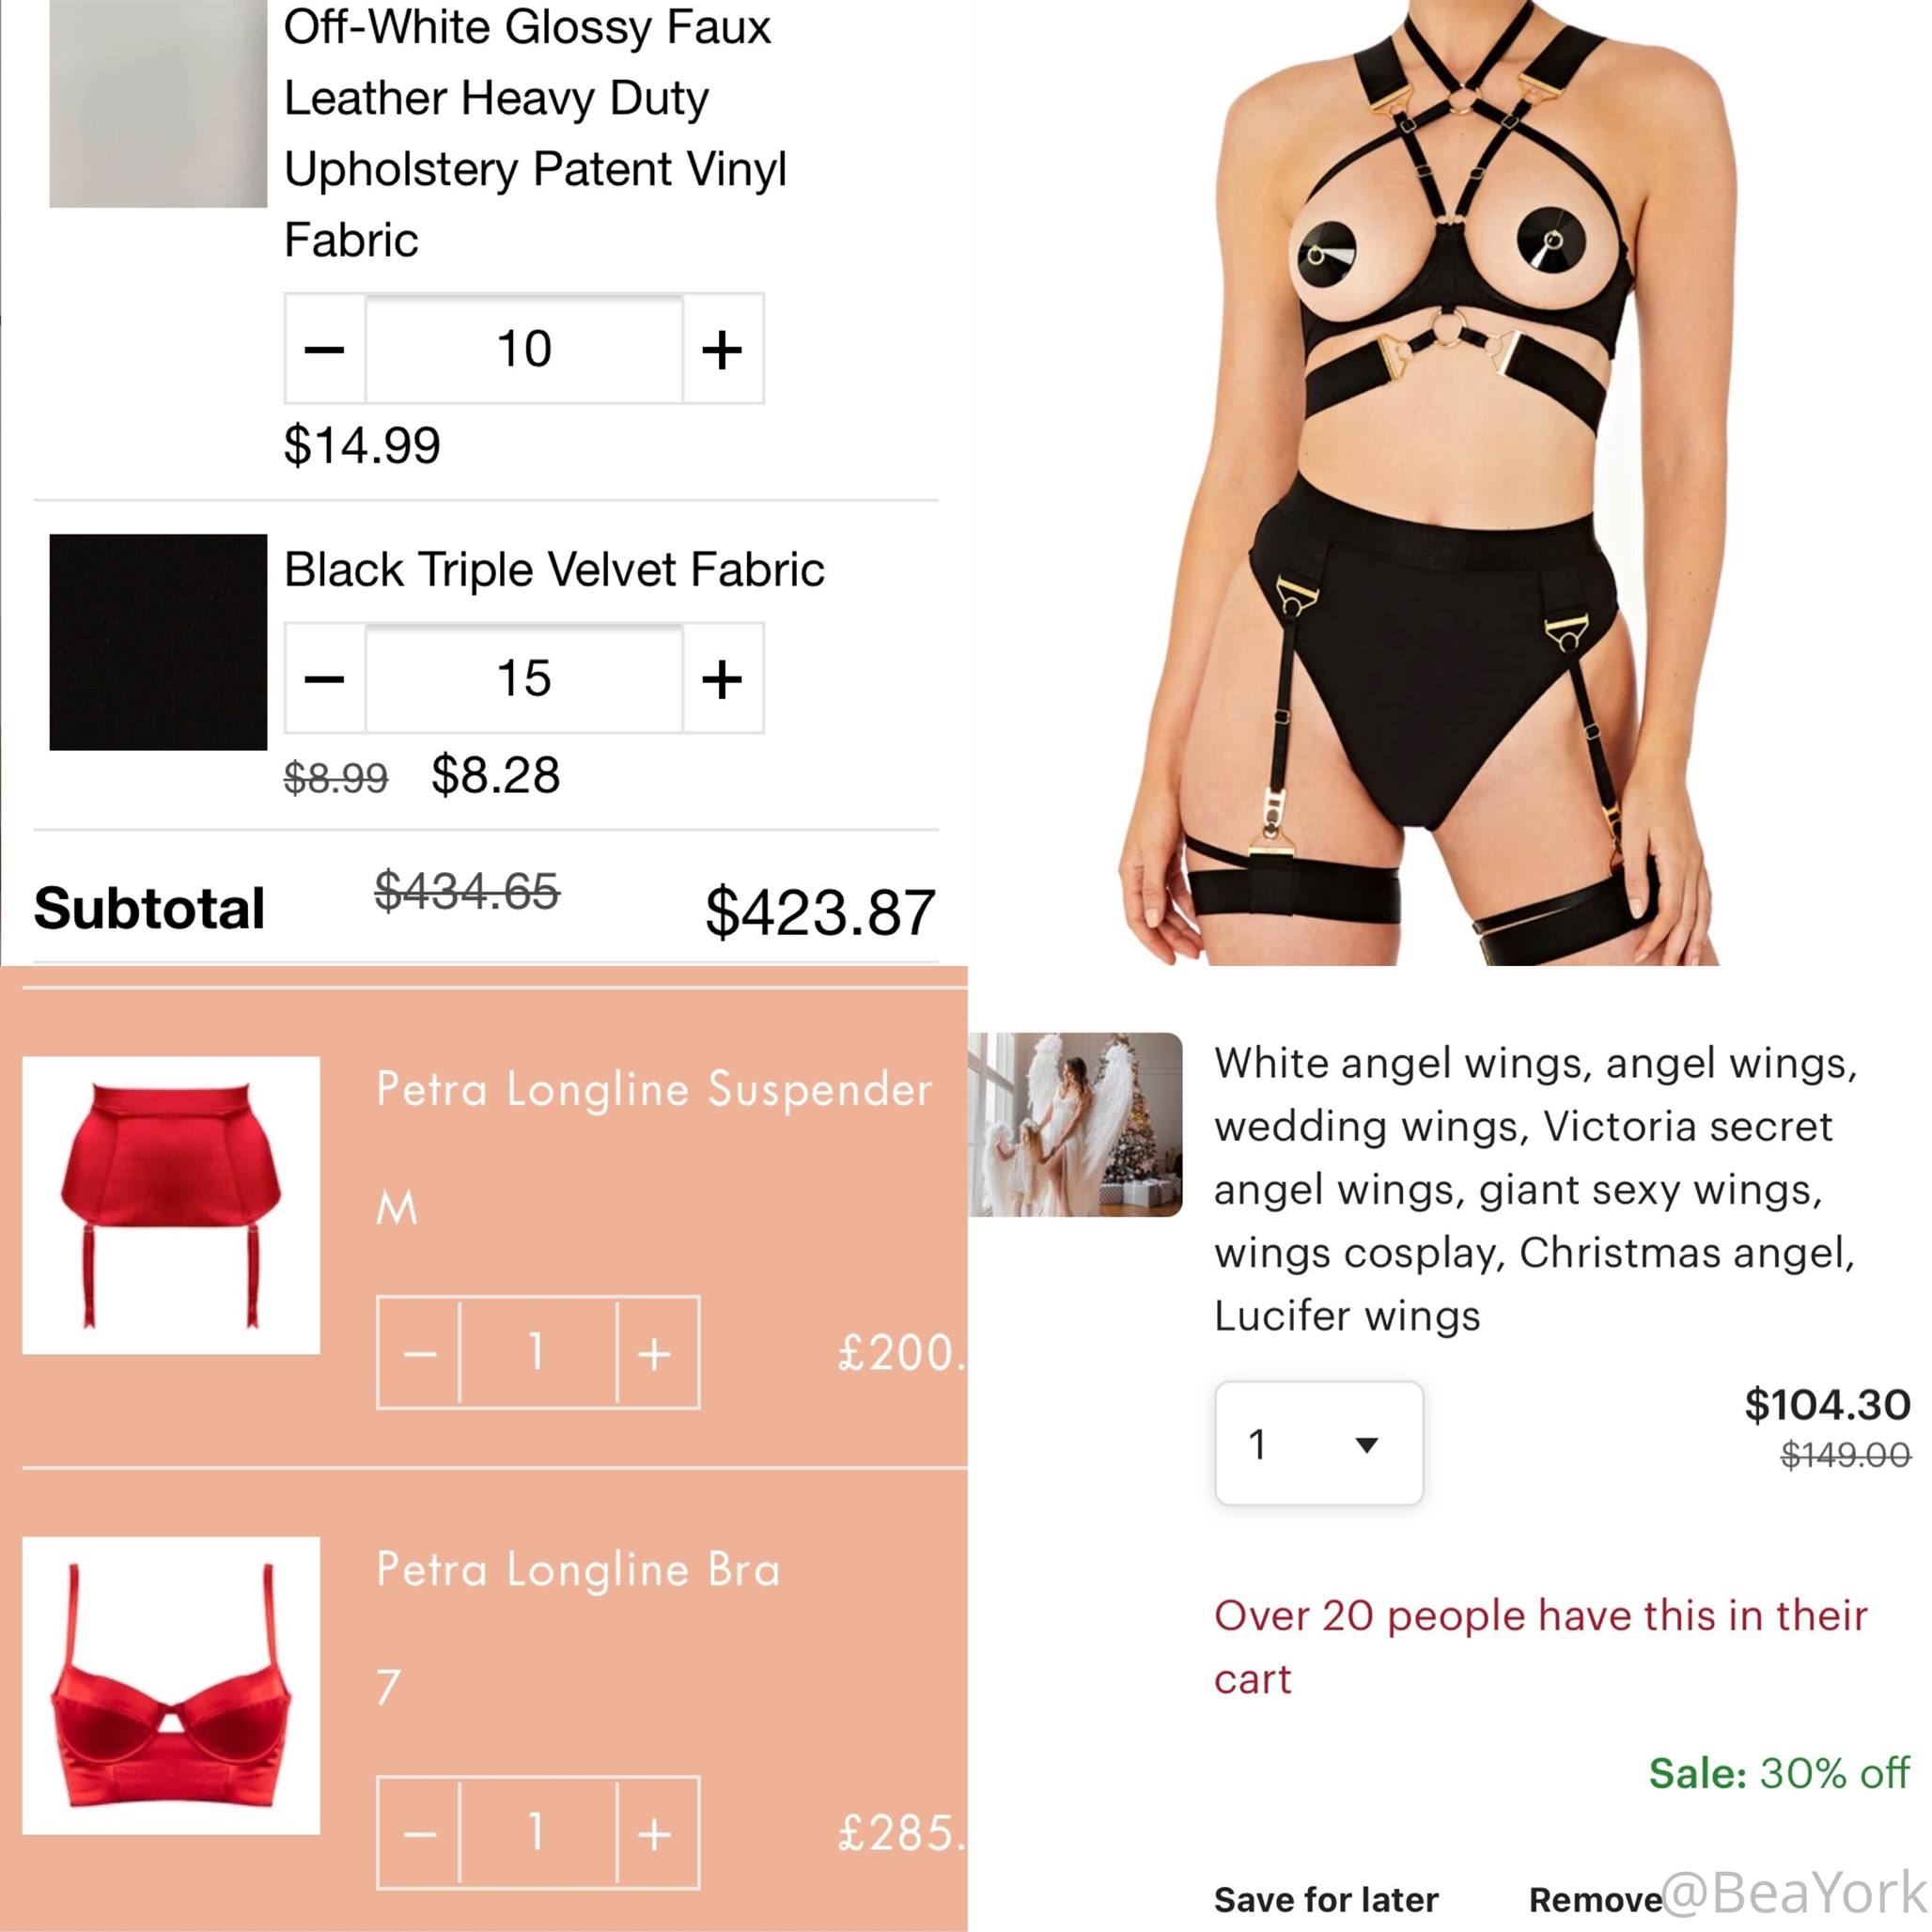 Off-White Glossy Faux
Leather Heavy Duty
Upholstery Patent Vinyl
Fabric
− 10 +
$14.99
Black Triple Velvet Fabric
− 15 +
$8.99 $8.28
Subtotal $434.65 $423.87
Petra Longline Suspender
M
− 1 +
£200.
Petra Longline Bra
7
− 1 +
£285.
White angel wings, angel wings,
wedding wings, Victoria secret
angel wings, giant sexy wings,
wings cosplay, Christmas angel,
Lucifer wings
1
$104.30
$149.00
Over 20 people have this in their
cart
Sale: 30% off
Save for later Remove
@BeaYork